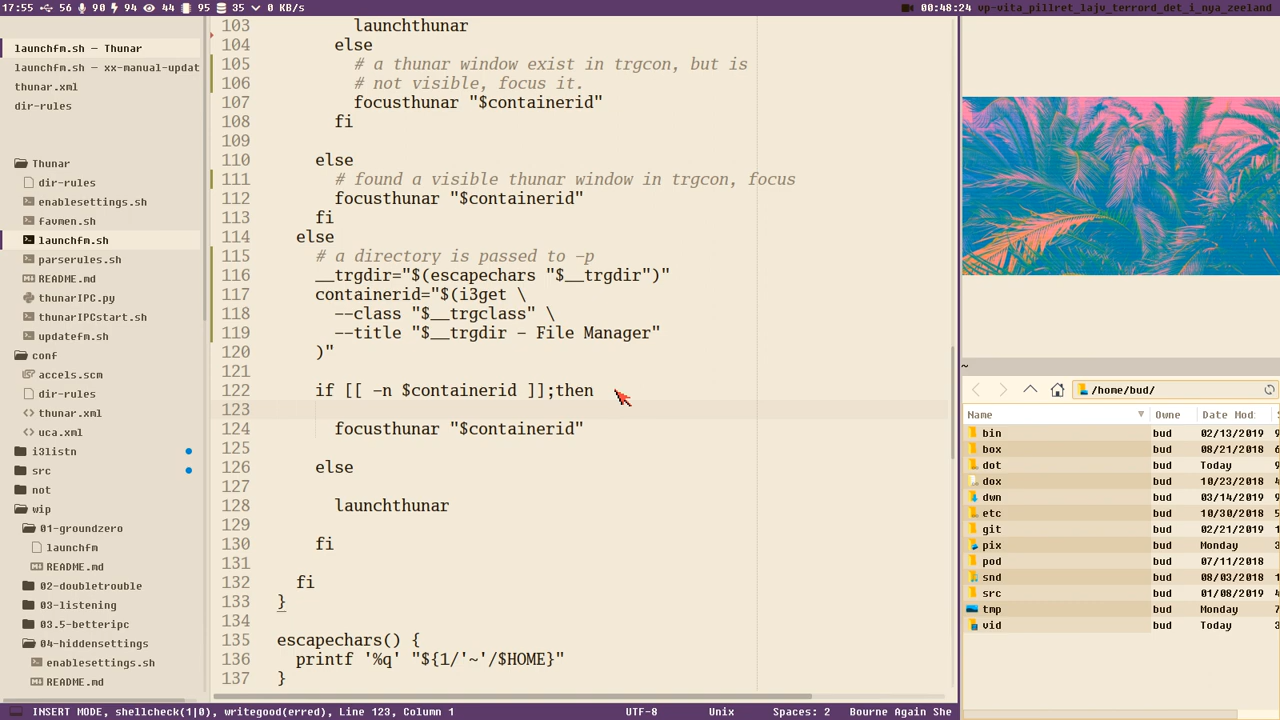 17:55 56 90 94 44 95 35 0 KB/s
00:48:24 vp-vita_pillret_lajv_terrord_det_i_nya_zeeland
launchfm.sh — Thunar
launchfm.sh — xx-manual-updat
thunar.xml
dir-rules
Thunar
dir-rules
enablesettings.sh
favmen.sh
launchfm.sh
parserules.sh
README.md
thunarIPC.py
thunarIPCstart.sh
updatefm.sh
conf
accels.scm
dir-rules
thunar.xml
uca.xml
i3listn
src
not
wip
01-groundzero
launchfm
README.md
02-doubletrouble
03-listening
03.5-betteripc
04-hiddensettings
enablesettings.sh
README.md
103 launchthunar
104 else
105 # a thunar window exist in trgcon, but is
106 # not visible, focus it.
107 focusthunar "$containerid"
108 fi
109
110 else
111 # found a visible thunar window in trgcon, focus
112 focusthunar "$containerid"
113 fi
114 else
115 # a directory is passed to -p
116 __trgdir="$(escapechars "$__trgdir")"
117 containerid="$(i3get \
118 --class "$__trgclass" \
119 --title "$__trgdir - File Manager"
120 )"
121
122 if [[ -n $containerid ]];then
123
124 focusthunar "$containerid"
125
126 else
127
128 launchthunar
129
130 fi
131
132 fi
133 }
134
135 escapechars() {
136 printf '%q' "${1/'~'/$HOME}"
137 }
INSERT MODE, shellcheck(1|0), writegood(erred), Line 123, Column 1 UTF-8 Unix Spaces: 2 Bourne Again She
~
/home/bud/
Name Owne Date Mod: S
bin bud 02/13/2019 9
box bud 08/21/2018 6
dot bud Today 9
dox bud 10/23/2018 4
dwn bud 03/14/2019 9
etc bud 10/30/2018 5
git bud 02/21/2019 9
pix bud Monday
pod bud 07/11/2018
snd bud 08/03/2018 1
src bud 01/08/2019 3
tmp bud Monday 7
vid bud Today 3